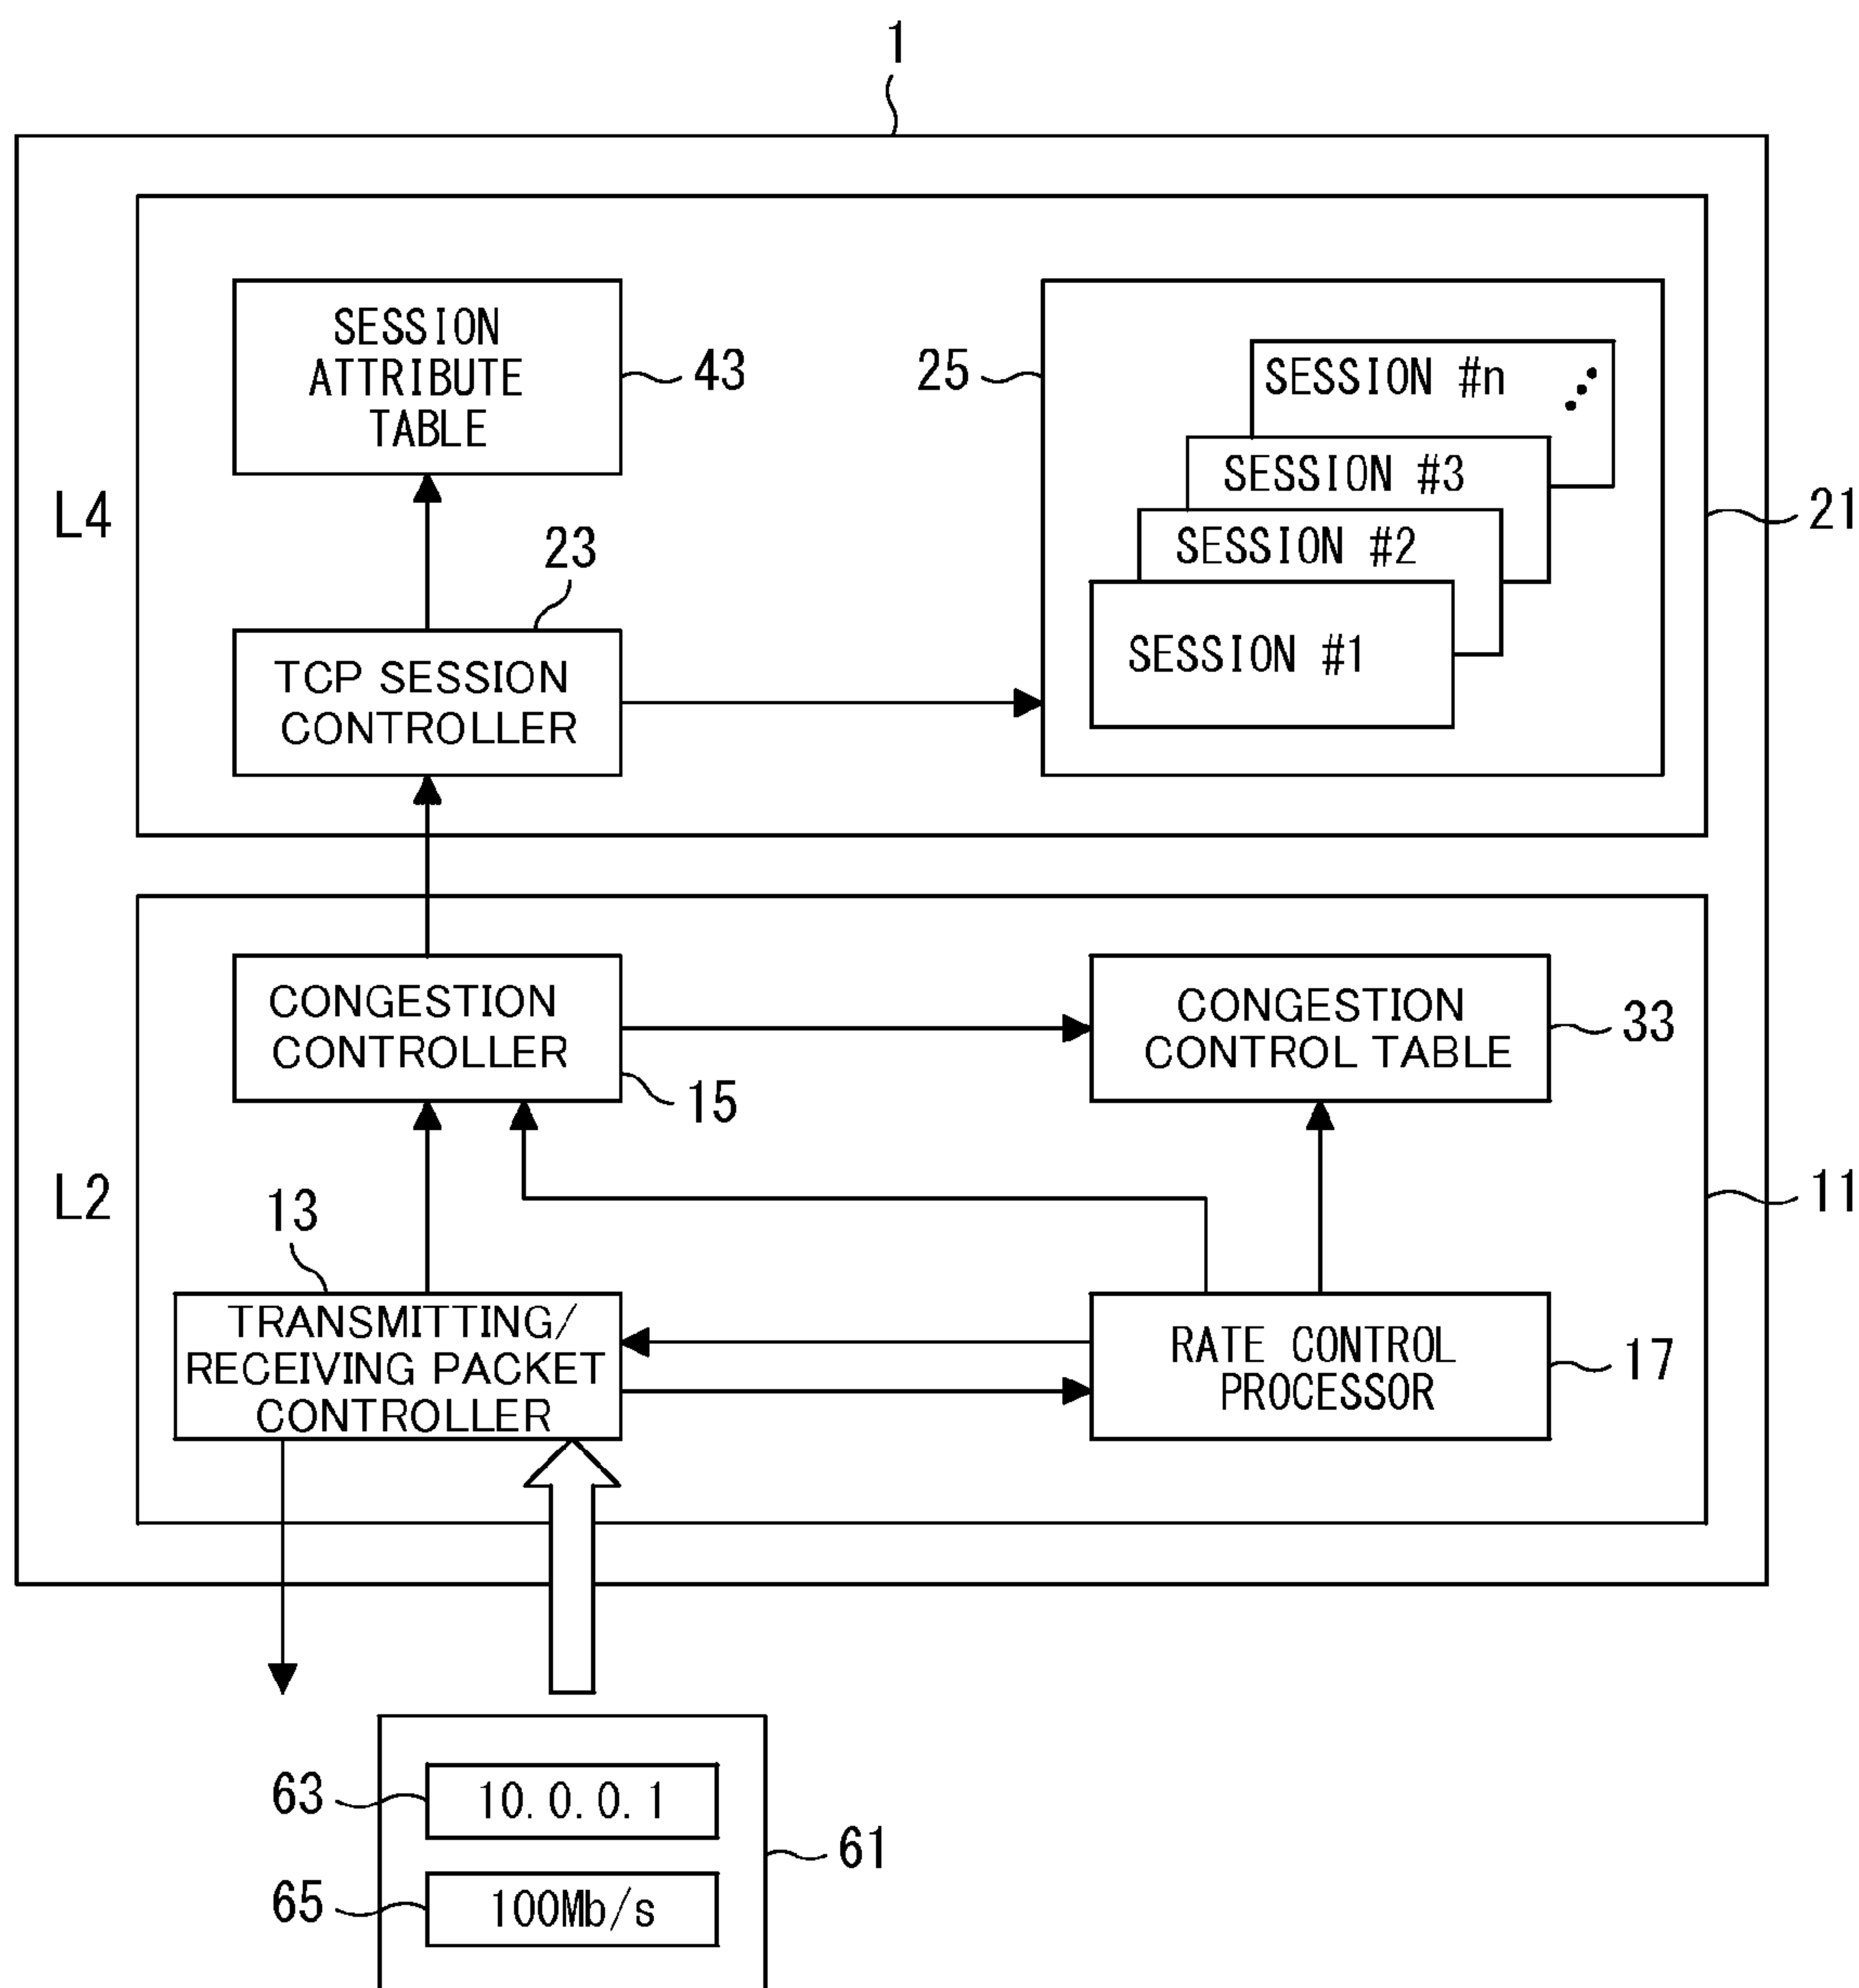 1
SESSION
ATTRIBUTE
TABLE
43
25
SESSION #n
SESSION #3
SESSION #2
SESSION #1
L4
21
23
TCP SESSION
CONTROLLER
CONGESTION
CONTROLLER
15
CONGESTION
CONTROL TABLE
33
L2
11
13
TRANSMITTING/
RECEIVING PACKET
CONTROLLER
RATE CONTROL
PROCESSOR
17
63
10.0.0.1
61
65
100Mb/s